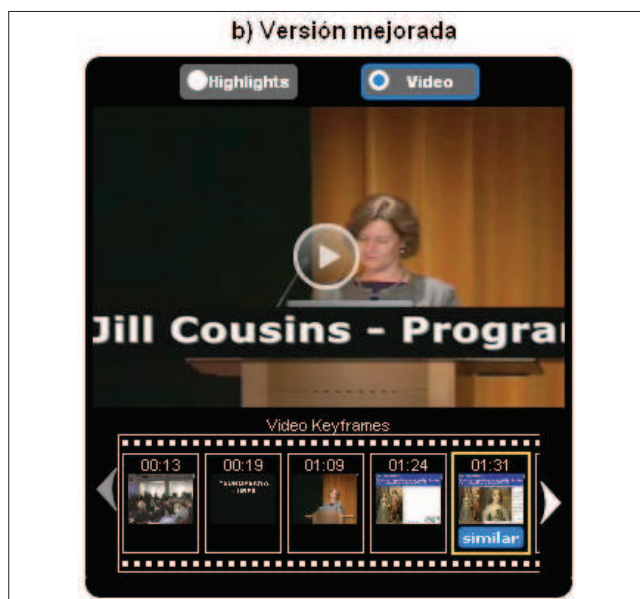 b) Versión mejorada
Highlights
Video
Jill Cousins - Progra
Video Keyframes
00:13
00:19
01:09
01:24
01:31
similar